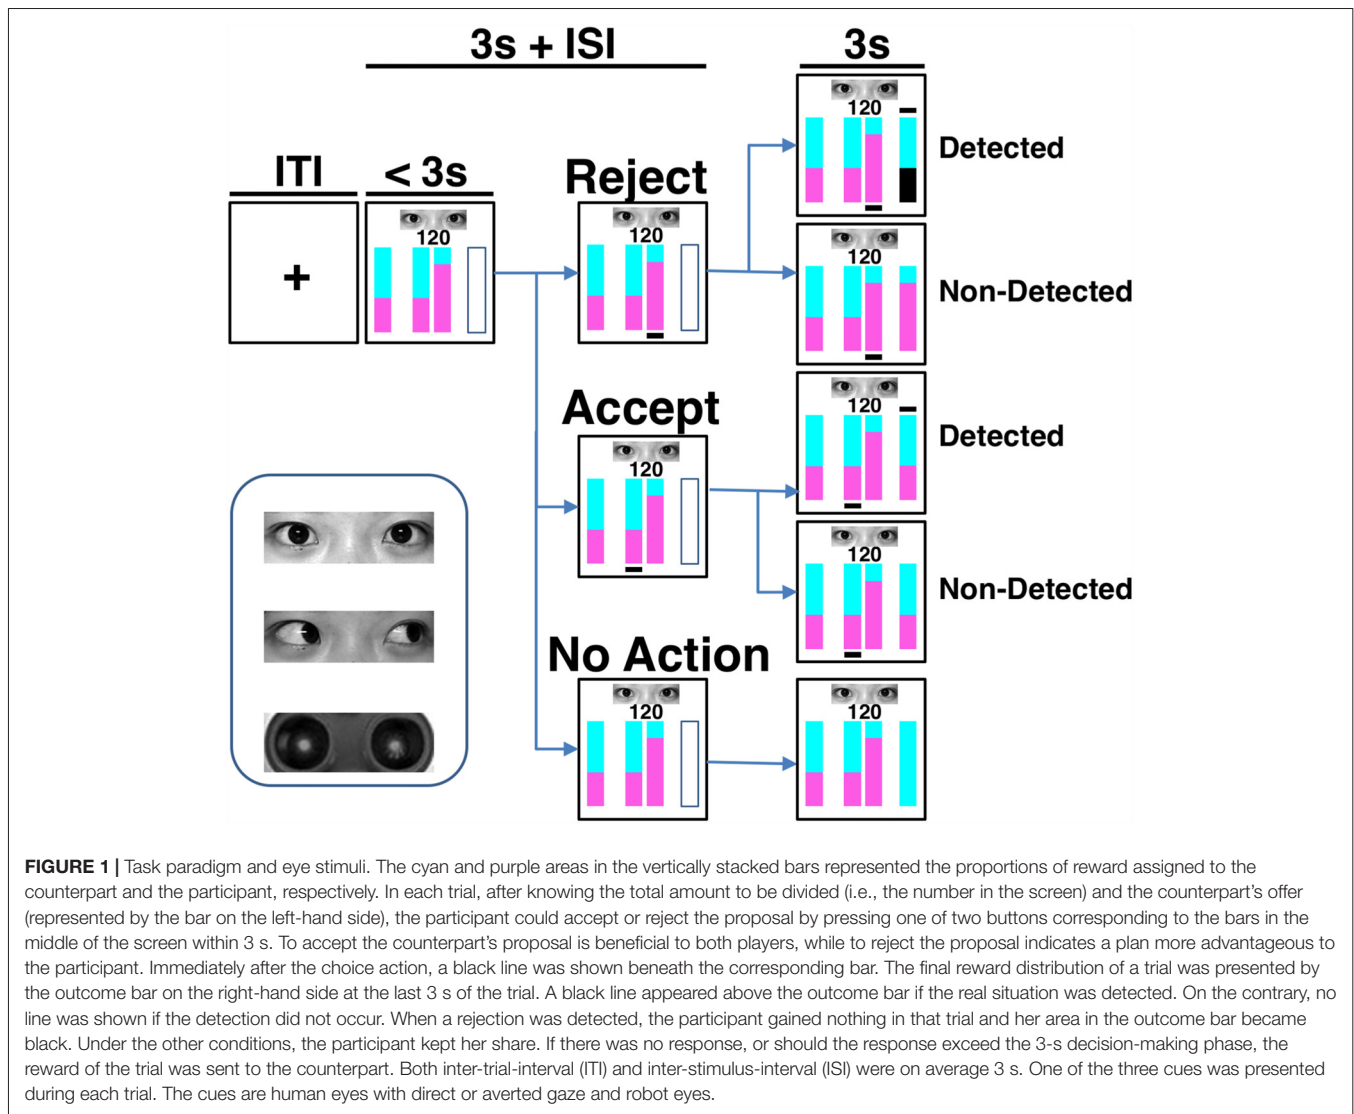 3s + ISI
3s
ITI
< 3s
Reject
Accept
No Action
+
120
120
120
120
120
120
120
120
120
Detected
Non-Detected
Detected
Non-Detected
FIGURE 1 | Task paradigm and eye stimuli. The cyan and purple areas in the vertically stacked bars represented the proportions of reward assigned to the
counterpart and the participant, respectively. In each trial, after knowing the total amount to be divided (i.e., the number in the screen) and the counterpart's offer
(represented by the bar on the left-hand side), the participant could accept or reject the proposal by pressing one of two buttons corresponding to the bars in the
middle of the screen within 3 s. To accept the counterpart's proposal is beneficial to both players, while to reject the proposal indicates a plan more advantageous to
the participant. Immediately after the choice action, a black line was shown beneath the corresponding bar. The final reward distribution of a trial was presented by
the outcome bar on the right-hand side at the last 3 s of the trial. A black line appeared above the outcome bar if the real situation was detected. On the contrary, no
line was shown if the detection did not occur. When a rejection was detected, the participant gained nothing in that trial and her area in the outcome bar became
black. Under the other conditions, the participant kept her share. If there was no response, or should the response exceed the 3-s decision-making phase, the
reward of the trial was sent to the counterpart. Both inter-trial-interval (ITI) and inter-stimulus-interval (ISI) were on average 3 s. One of the three cues was presented
during each trial. The cues are human eyes with direct or averted gaze and robot eyes.